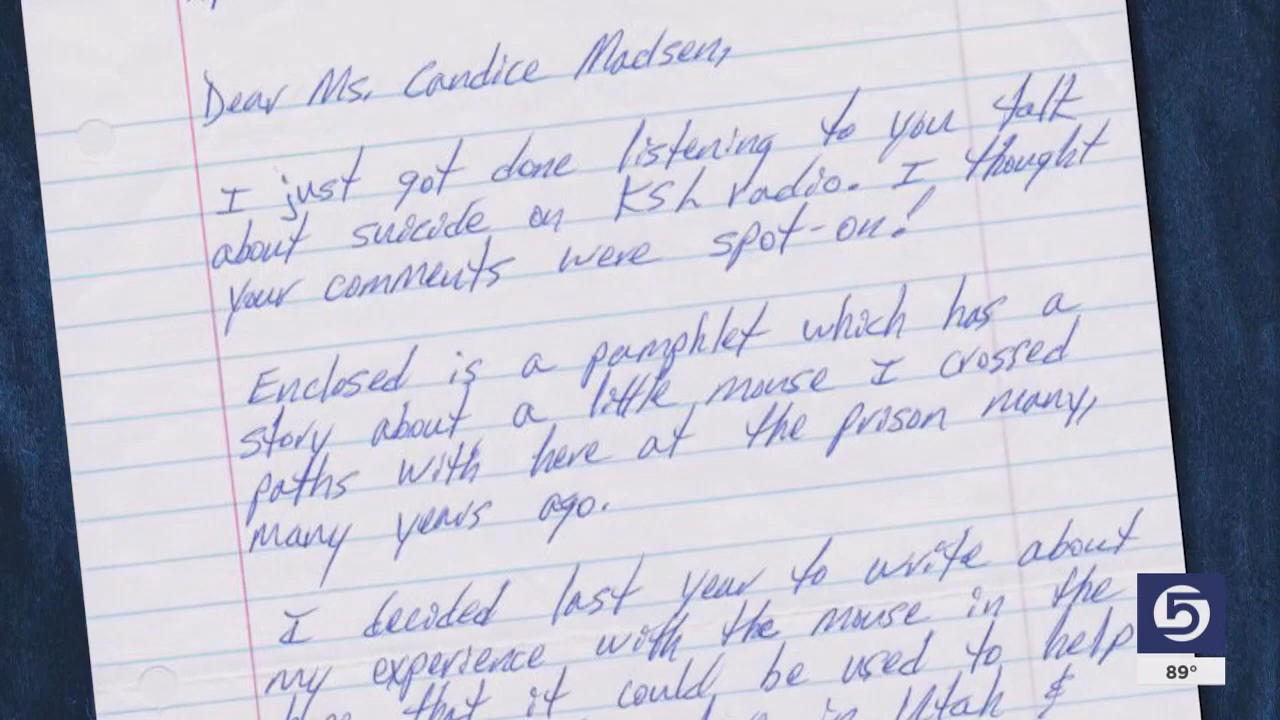 Dear Ms. Candice Madsen,
I just got done listening to you talk
about suicide on KSL radio. I thought
your comments were spot-on!
Enclosed is a pamphlet which has a
story about a little mouse I crossed
paths with here at the prison many,
many years ago.
I decided last year to write about
my experience with the mouse in the
that it could be used to help
in Utah &
5
89°